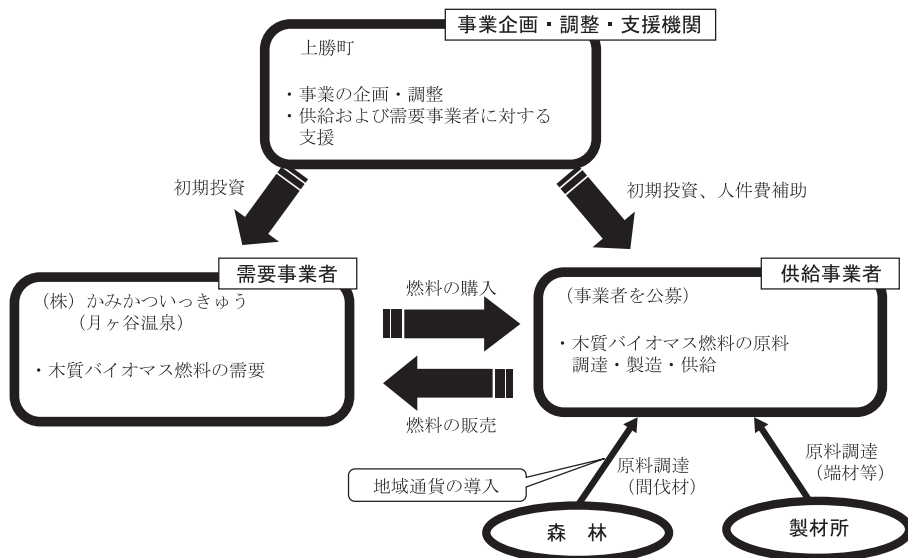 事業企画・調整・支援機関
上勝町
・事業の企画・調整
・供給および需要事業者に対する
支援
初期投資
初期投資、人件費補助
需要事業者
(株)かみかついっきゅう
(月ヶ谷温泉)
・木質バイオマス燃料の需要
燃料の購入
燃料の販売
供給事業者
(事業者を公募)
・木質バイオマス燃料の原料
調達・製造・供給
地域通貨の導入
原料調達
(間伐材)
原料調達
(端材等)
森 林
製材所